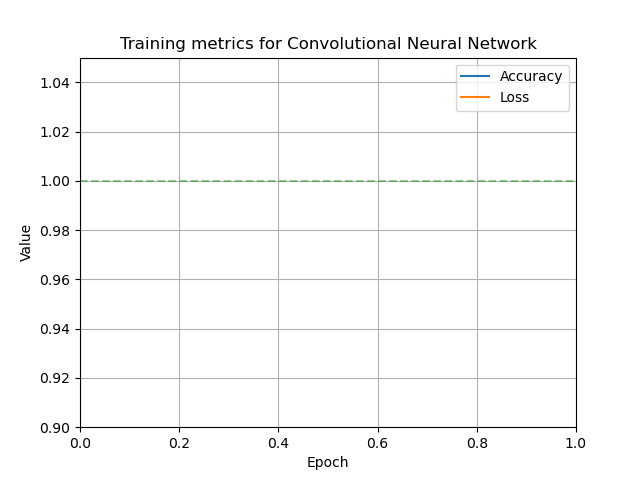 Training metrics for Convolutional Neural Network
Accuracy
Loss
1.04
1.02
1.00
0.98
0.96
0.94
0.92
0.90
Value
0.0 0.2 0.4 0.6 0.8 1.0
Epoch